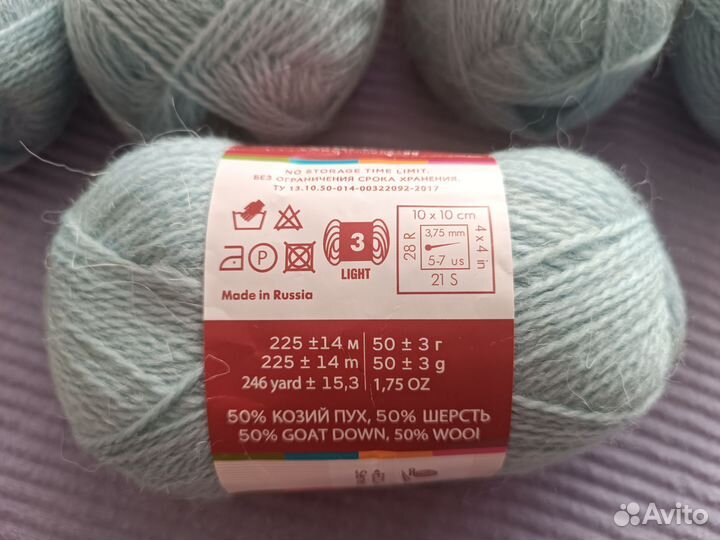 NO STORAGE TIME LIMIT.
БЕЗ ОГРАНИЧЕНИЯ СРОКА ХРАНЕНИЯ.
ТУ 13.10.50-014-00322092-2017
P
3
LIGHT
Made in Russia
10 x 10 cm
28 R
3,75 mm
5-7 US
4 x 4 in
21 S
225 ±14 м 50 ± 3 г
225 ± 14 m 50 ± 3 g
246 yard ± 15,3 1,75 OZ
50% КОЗИЙ ПУХ, 50% ШЕРСТЬ
50% GOAT DOWN, 50% WOOl
Avito